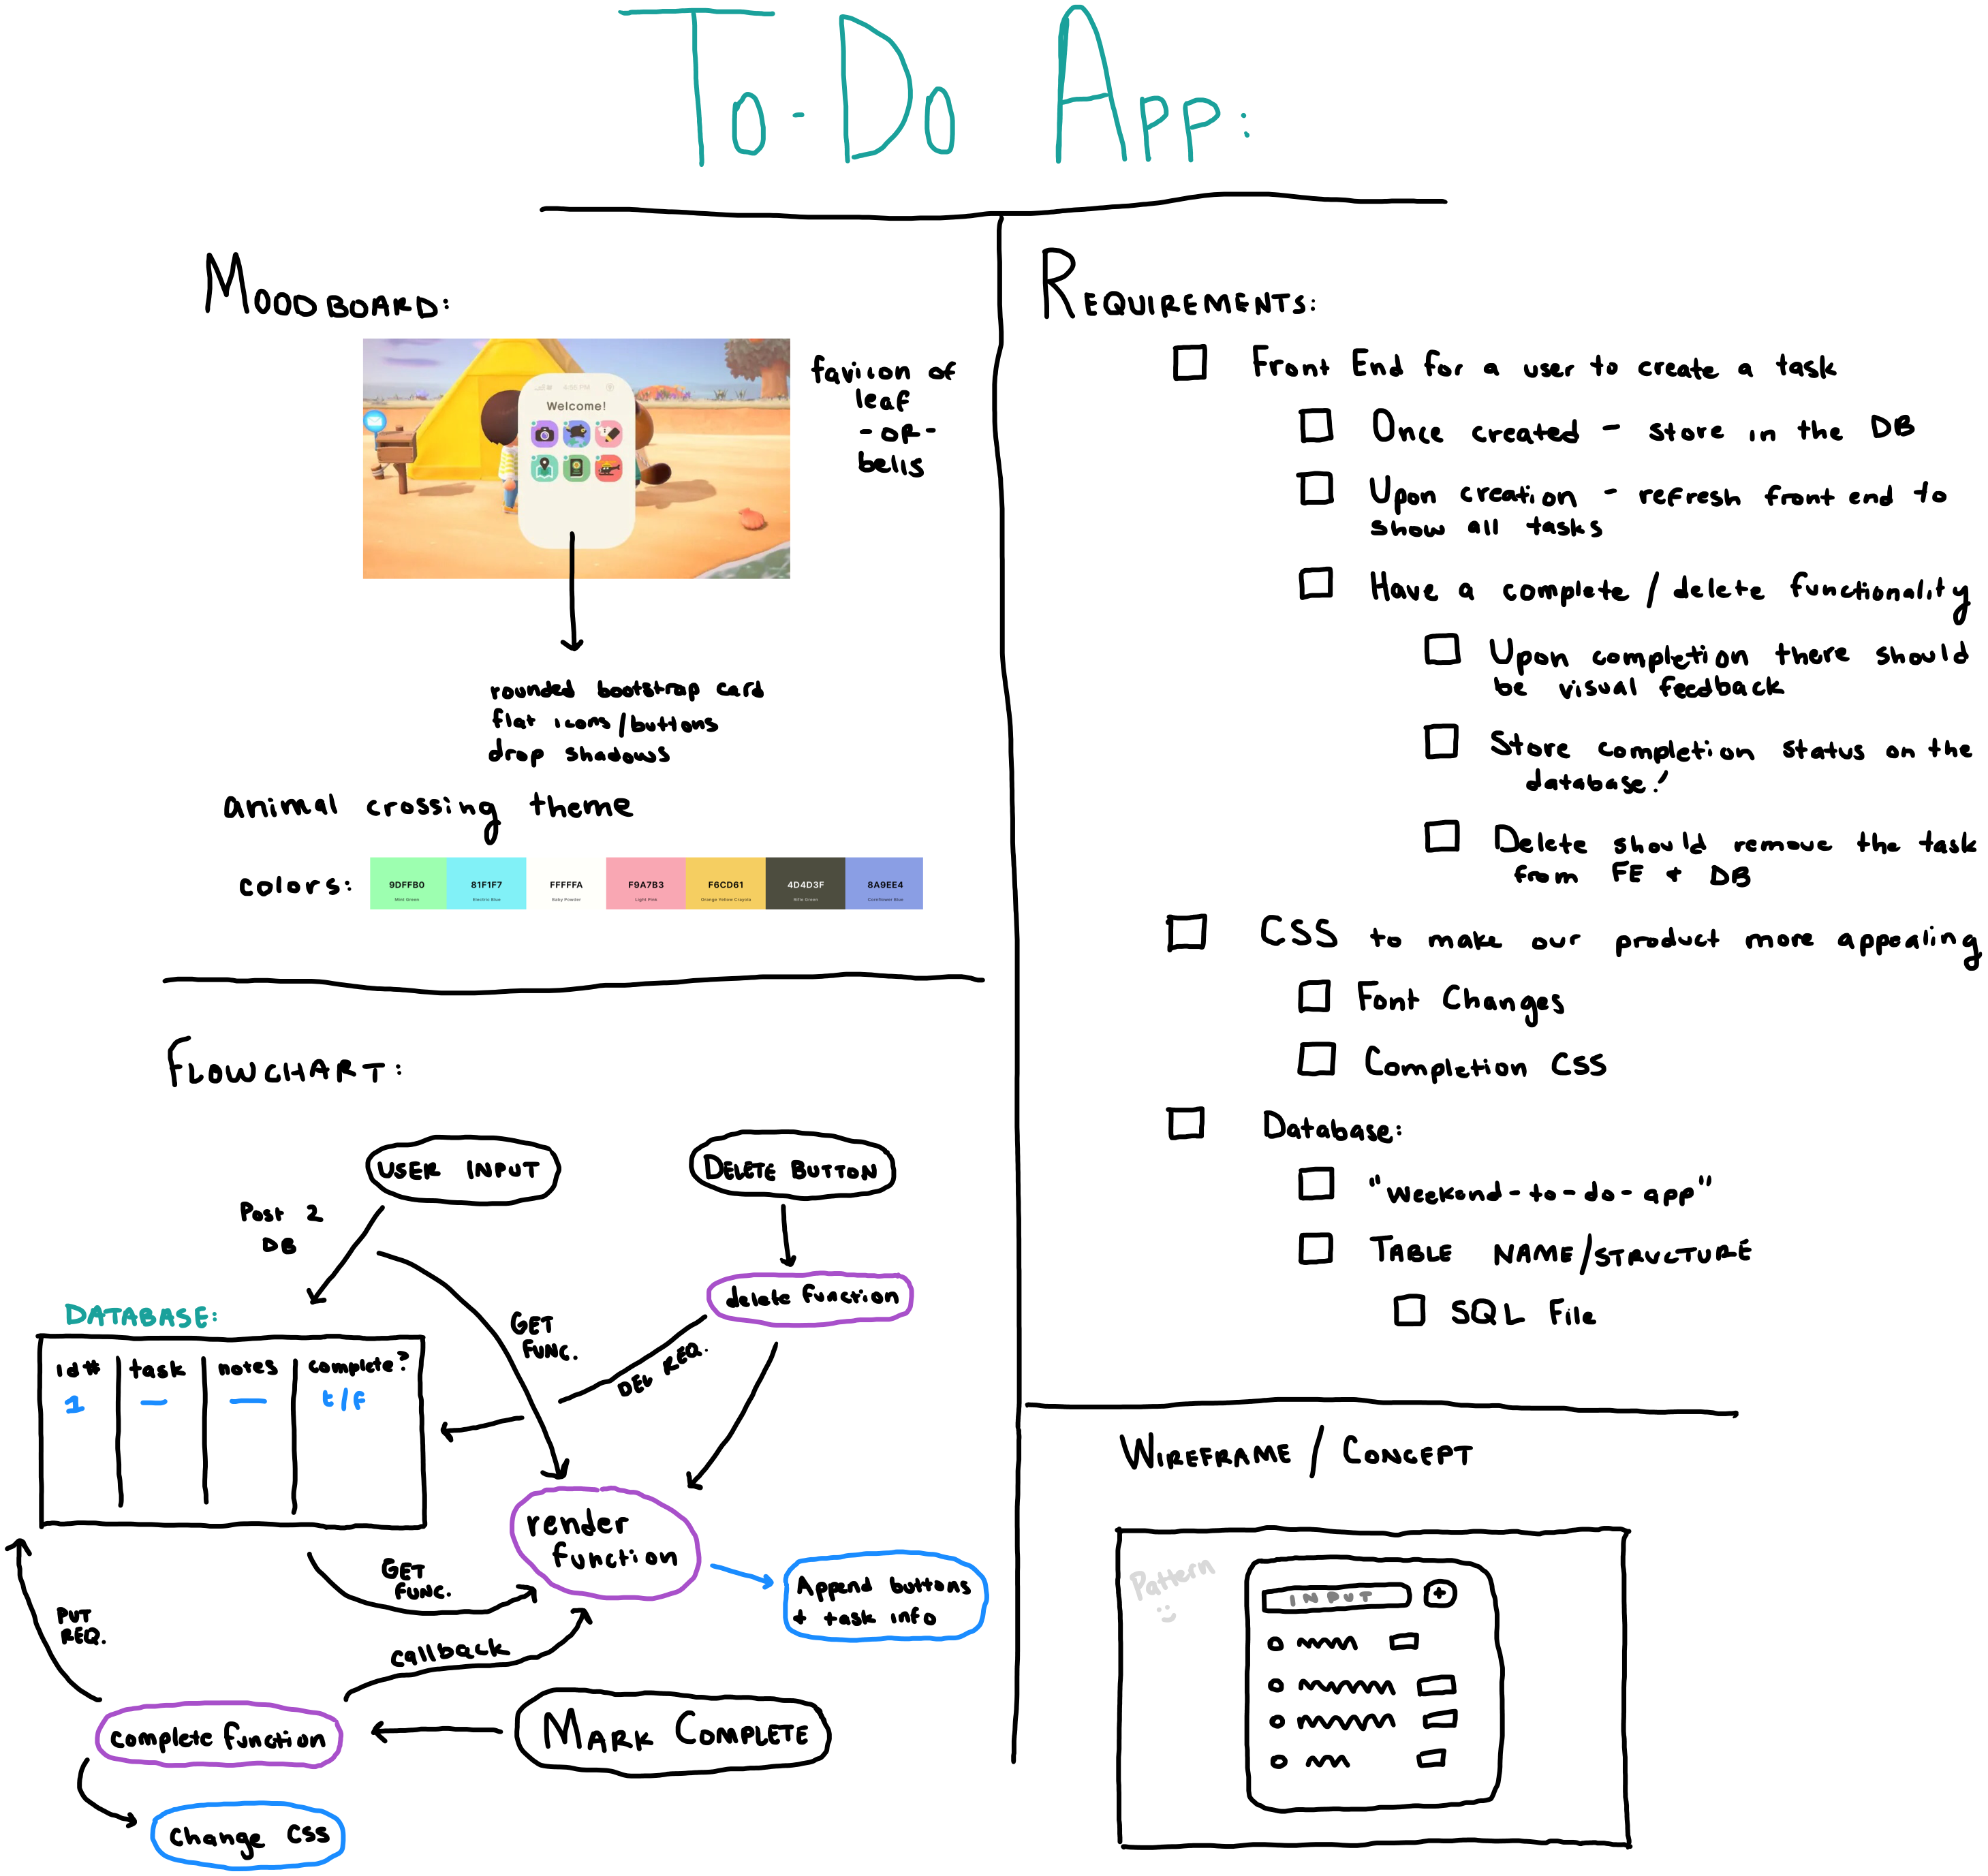 To-Do App:
Moodboard:
4:56 PM
Welcome!
favicon of
leaf
-OR-
bells
rounded bootstrap card
flat icons/buttons
drop shadows
animal crossing theme
colors:
9DFFB0
Mint Green
81F1F7
Electric Blue
FFFFFA
Baby Powder
F9A7B3
Light Pink
F6CD61
Orange Yellow Crayola
4D4D3F
Rifle Green
8A9EE4
Cornflower Blue
Flowchart:
USER INPUT
DELETE BUTTON
Post 2
DB
GET
FUNC.
delete function
DEL REQ.
DATABASE:
id#
task
notes
complete?
1
t/f
render
function
Append buttons
+ task info
GET
FUNC.
callback
PUT
REQ.
complete function
MARK COMPLETE
change CSS
Requirements:
Front End for a user to create a task
Once created - store in the DB
Upon creation - refresh front end to
show all tasks
Have a complete / delete functionality
Upon completion there should
be visual feedback
Store completion status on the
database!
Delete should remove the task
from FE + DB
CSS to make our product more appealing
Font Changes
Completion CSS
Database:
"weekend-to-do-app"
TABLE NAME/STRUCTURE
SQL File
Wireframe / Concept
Pattern
INPUT
+